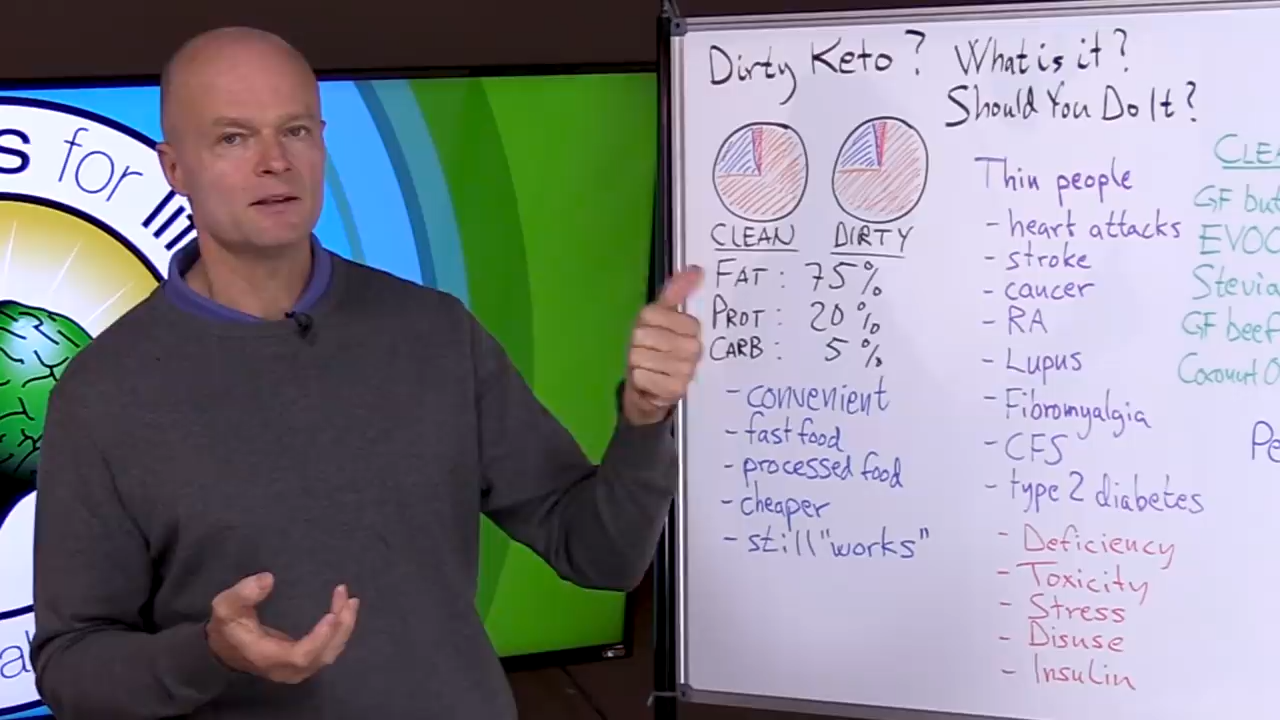 Dirty Keto? What is it?
Should You Do It?
CLEAN DIRTY
FAT: 75%
PROT: 20%
CARB: 5%
- convenient
- fast food
- processed food
- cheaper
- still "works"
Thin people
- heart attacks
- stroke
- cancer
- RA
- Lupus
- Fibromyalgia
- CFS
- type 2 diabetes
- Deficiency
- Toxicity
- Stress
- Disuse
- Insulin
GF
EVOO
Stevia
GF beef
Coconut O
for